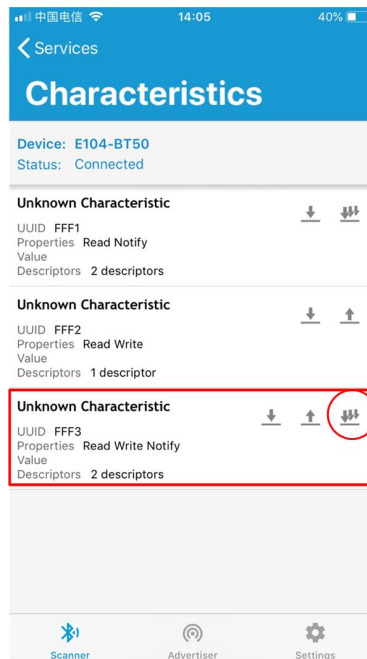 中国电信 14:05 40%
Services
Characteristics
Device: E104-BT50
Status: Connected
Unknown Characteristic
UUID FFF1
Properties Read Notify
Value
Descriptors 2 descriptors
Unknown Characteristic
UUID FFF2
Properties Read Write
Value
Descriptors 1 descriptor
Unknown Characteristic
UUID FFF3
Properties Read Write Notify
Value
Descriptors 2 descriptors
Scanner Advertiser Settings